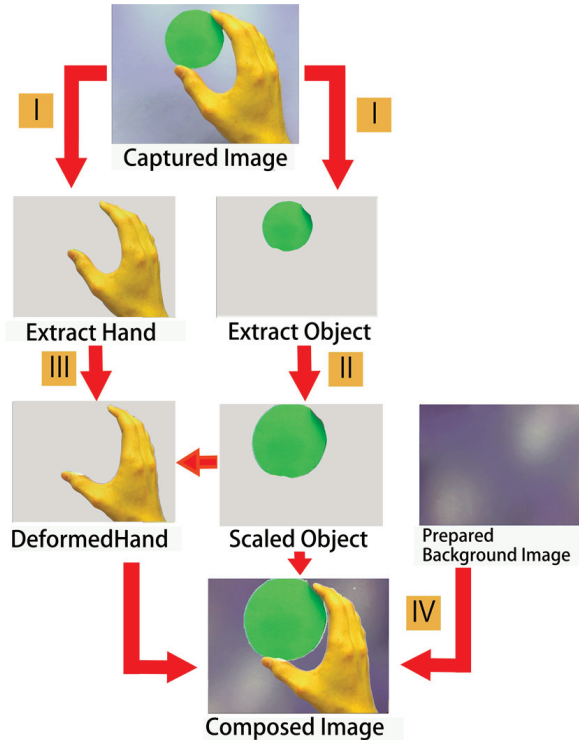 I
I
Captured Image
Extract Hand
Extract Object
III
II
DeformedHand
Scaled Object
Prepared
Background Image
IV
Composed Image